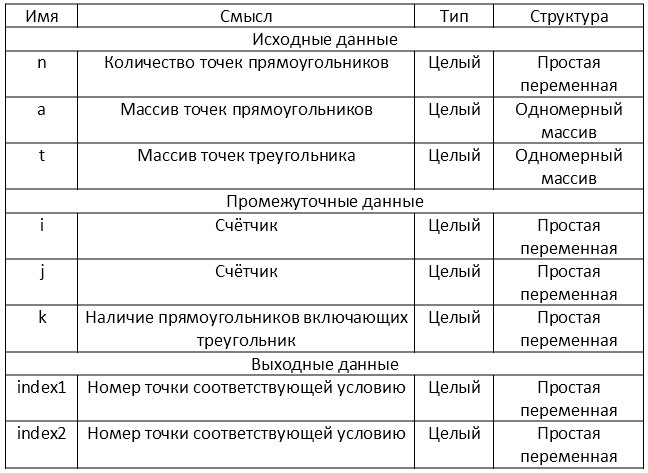 Имя Смысл Тип Структура
Исходные данные
n Количество точек прямоугольников Целый Простая
переменная
a Массив точек прямоугольников Целый Одномерный
массив
t Массив точек треугольника Целый Одномерный
массив
Промежуточные данные
i Счётчик Целый Простая
переменная
j Счётчик Целый Простая
переменная
k Наличие прямоугольников включающих Целый Простая
треугольник переменная
Выходные данные
index1 Номер точки соответствующей условию Целый Простая
переменная
index2 Номер точки соответствующей условию Целый Простая
переменная